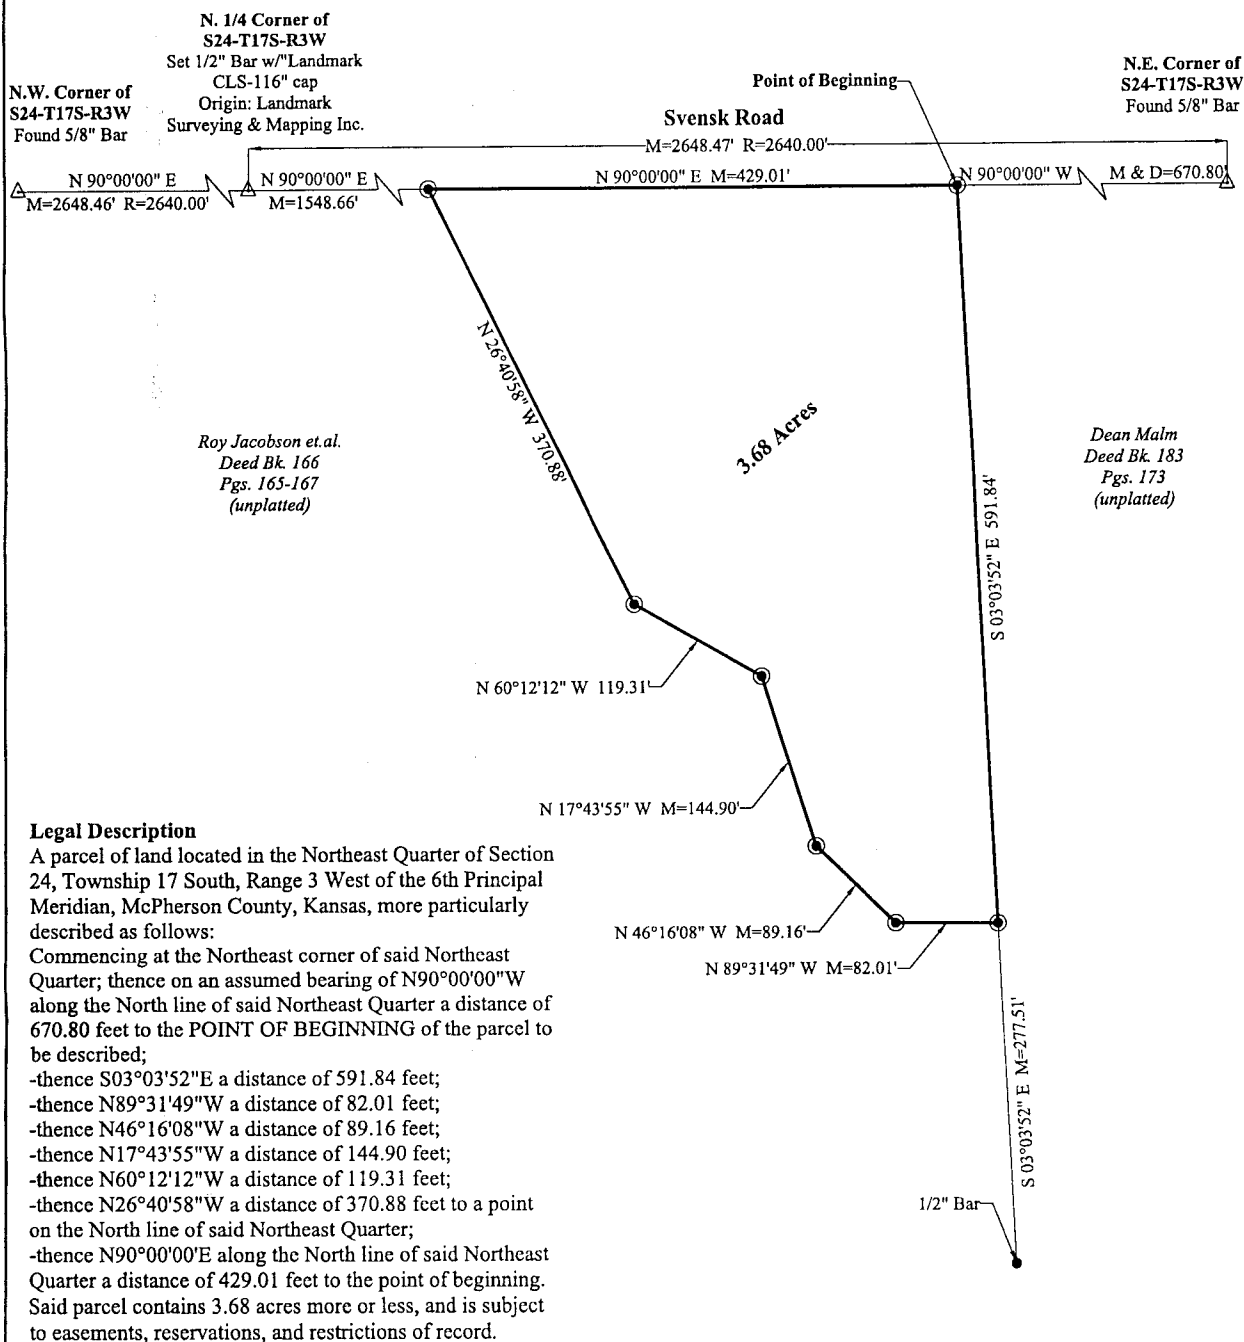 N. 1/4 Corner of
S24-T17S-R3W
Set 1/2" Bar w/"Landmark
CLS-116" cap
Origin: Landmark
Surveying & Mapping Inc.
N.W. Corner of
S24-T17S-R3W
Found 5/8" Bar
Point of Beginning
N.E. Corner of
S24-T17S-R3W
Found 5/8" Bar
Svensk Road
M=2648.47' R=2640.00'
N 90°00'00" E
M=2648.46' R=2640.00'
N 90°00'00" E
M=1548.66'
N 90°00'00" E M=429.01'
N 90°00'00" W
M & D=670.80'
N 26°40'58" W 370.88'
3.68 Acres
Roy Jacobson et.al.
Deed Bk. 166
Pgs. 165-167
(unplatted)
Dean Malm
Deed Bk. 183
Pgs. 173
(unplatted)
S 03°03'52" E 591.84'
N 60°12'12" W 119.31'
N 17°43'55" W M=144.90'
N 46°16'08" W M=89.16'
N 89°31'49" W M=82.01'
S 03°03'52" E M=277.51'
1/2" Bar
Legal Description
A parcel of land located in the Northeast Quarter of Section
24, Township 17 South, Range 3 West of the 6th Principal
Meridian, McPherson County, Kansas, more particularly
described as follows:
Commencing at the Northeast corner of said Northeast
Quarter; thence on an assumed bearing of N90°00'00"W
along the North line of said Northeast Quarter a distance of
670.80 feet to the POINT OF BEGINNING of the parcel to
be described;
-thence S03°03'52"E a distance of 591.84 feet;
-thence N89°31'49"W a distance of 82.01 feet;
-thence N46°16'08"W a distance of 89.16 feet;
-thence N17°43'55"W a distance of 144.90 feet;
-thence N60°12'12"W a distance of 119.31 feet;
-thence N26°40'58"W a distance of 370.88 feet to a point
on the North line of said Northeast Quarter;
-thence N90°00'00'E along the North line of said Northeast
Quarter a distance of 429.01 feet to the point of beginning.
Said parcel contains 3.68 acres more or less, and is subject
to easements, reservations, and restrictions of record.